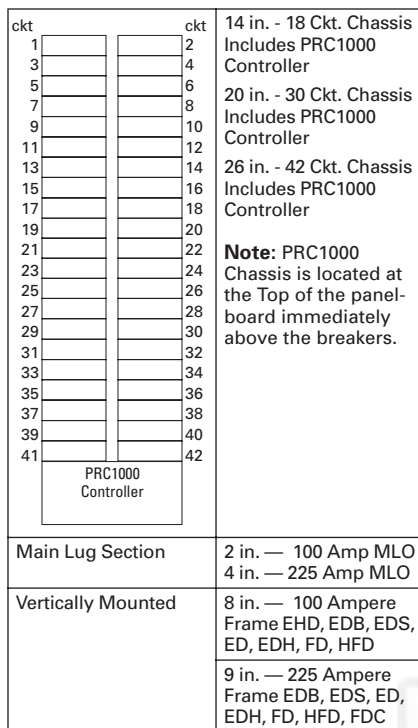 ckt ckt
1 2
3 4
5 6
7 8
9 10
11 12
13 14
15 16
17 18
19 20
21 22
23 24
25 26
27 28
29 30
31 32
33 34
35 36
37 38
39 40
41 42
PRC1000
Controller
14 in. - 18 Ckt. Chassis
Includes PRC1000
Controller
20 in. - 30 Ckt. Chassis
Includes PRC1000
Controller
26 in. - 42 Ckt. Chassis
Includes PRC1000
Controller
Note: PRC1000
Chassis is located at
the Top of the panel-
board immediately
above the breakers.
Main Lug Section
2 in. — 100 Amp MLO
4 in. — 225 Amp MLO
Vertically Mounted
8 in. — 100 Ampere
Frame EHD, EDB, EDS,
ED, EDH, FD, HFD
9 in. — 225 Ampere
Frame EDB, EDS, ED,
EDH, FD, HFD, FDC